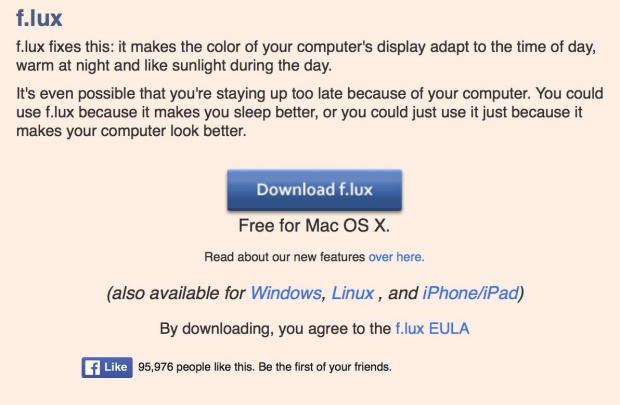 f.lux
f.lux fixes this: it makes the color of your computer's display adapt to the time of day,
warm at night and like sunlight during the day.
It's even possible that you're staying up too late because of your computer. You could
use f.lux because it makes you sleep better, or you could just use it just because it
makes your computer look better.
Download f.lux
Free for Mac OS X.
Read about our new features over here.
(also available for Windows, Linux , and iPhone/iPad)
By downloading, you agree to the f.lux EULA
f Like 95,976 people like this. Be the first of your friends.